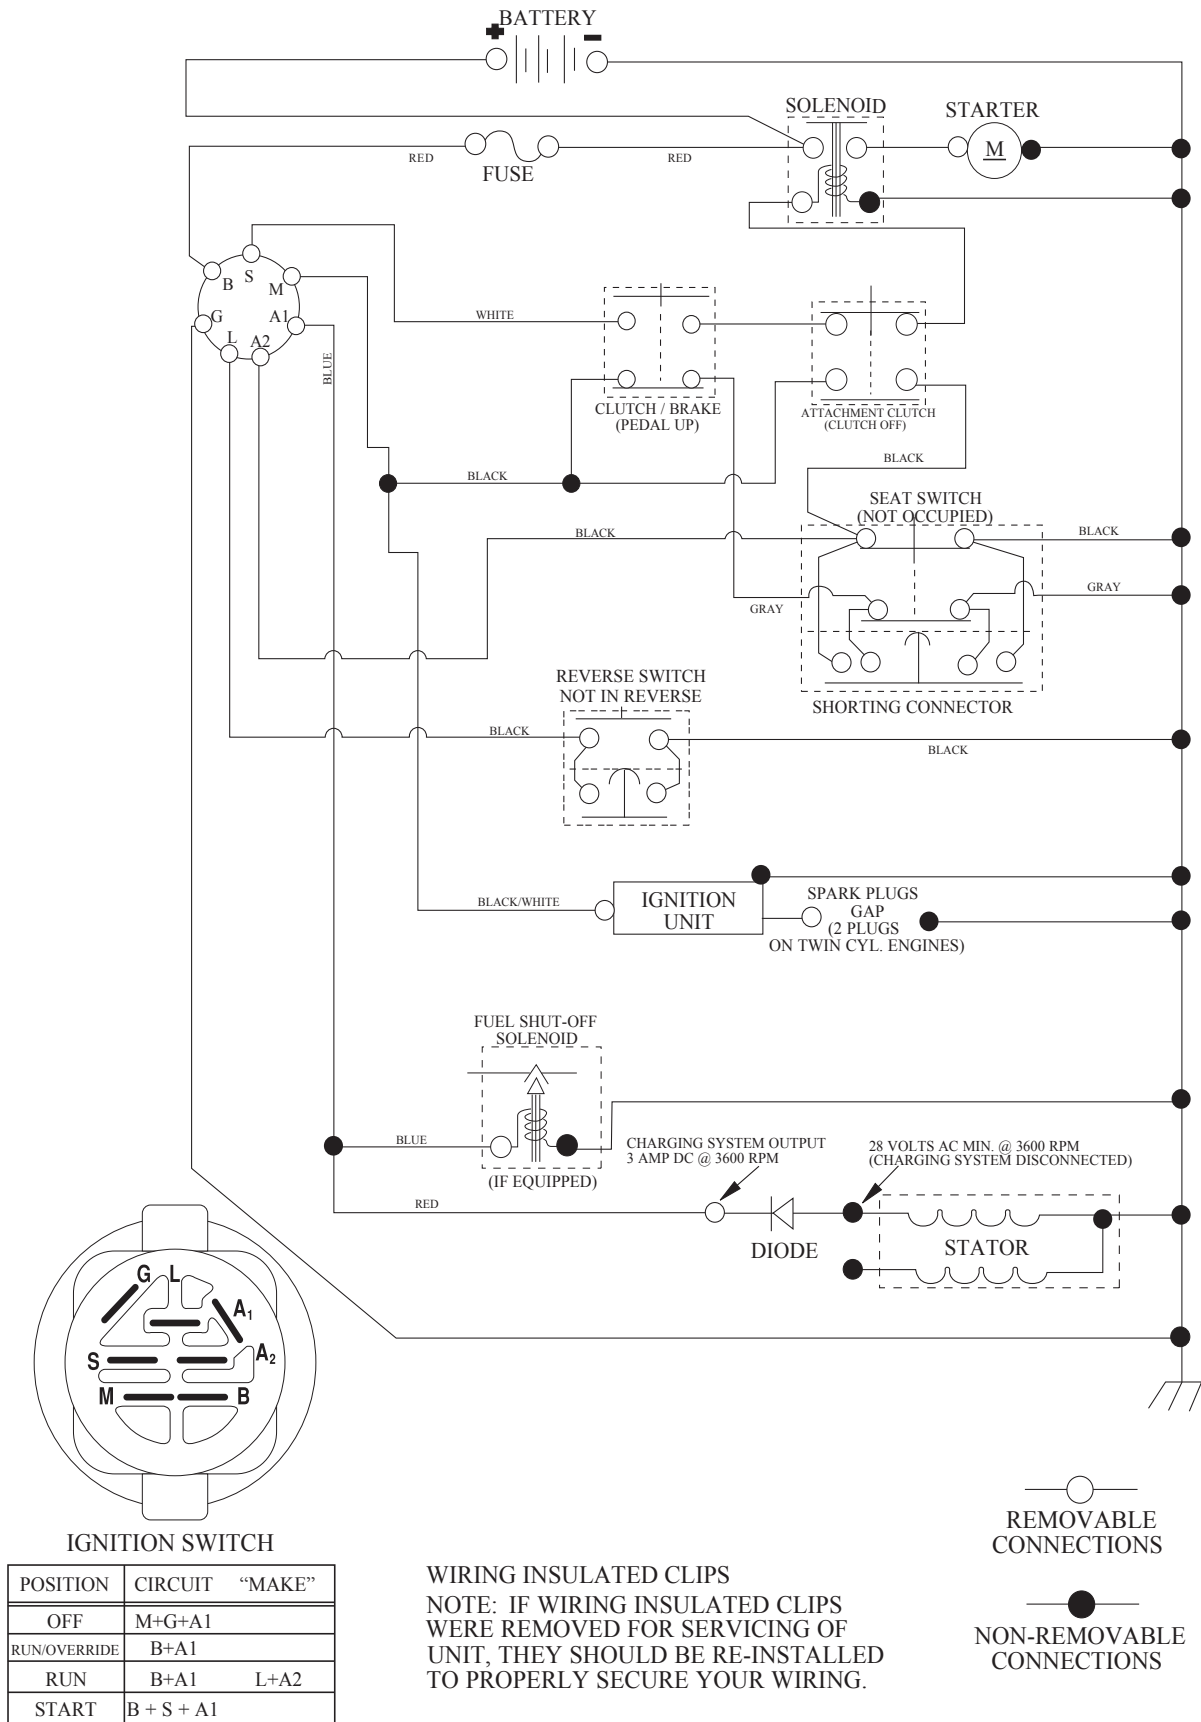 BATTERY
+ -
SOLENOID
STARTER
M
RED
FUSE
RED
S
B
M
G
A1
L
A2
WHITE
BLUE
CLUTCH / BRAKE
(PEDAL UP)
ATTACHMENT CLUTCH
(CLUTCH OFF)
BLACK
BLACK
SEAT SWITCH
(NOT OCCUPIED)
BLACK
BLACK
GRAY
GRAY
SHORTING CONNECTOR
REVERSE SWITCH
NOT IN REVERSE
BLACK
BLACK
BLACK/WHITE
IGNITION
UNIT
SPARK PLUGS
GAP
(2 PLUGS
ON TWIN CYL. ENGINES)
FUEL SHUT-OFF
SOLENOID
BLUE
(IF EQUIPPED)
CHARGING SYSTEM OUTPUT
3 AMP DC @ 3600 RPM
28 VOLTS AC MIN. @ 3600 RPM
(CHARGING SYSTEM DISCONNECTED)
RED
DIODE
STATOR
G L
A1
S
A2
M
B
IGNITION SWITCH
POSITION CIRCUIT “MAKE”
OFF M+G+A1
RUN/OVERRIDE B+A1
RUN B+A1 L+A2
START B + S + A1
WIRING INSULATED CLIPS
NOTE: IF WIRING INSULATED CLIPS
WERE REMOVED FOR SERVICING OF
UNIT, THEY SHOULD BE RE-INSTALLED
TO PROPERLY SECURE YOUR WIRING.
REMOVABLE
CONNECTIONS
NON-REMOVABLE
CONNECTIONS